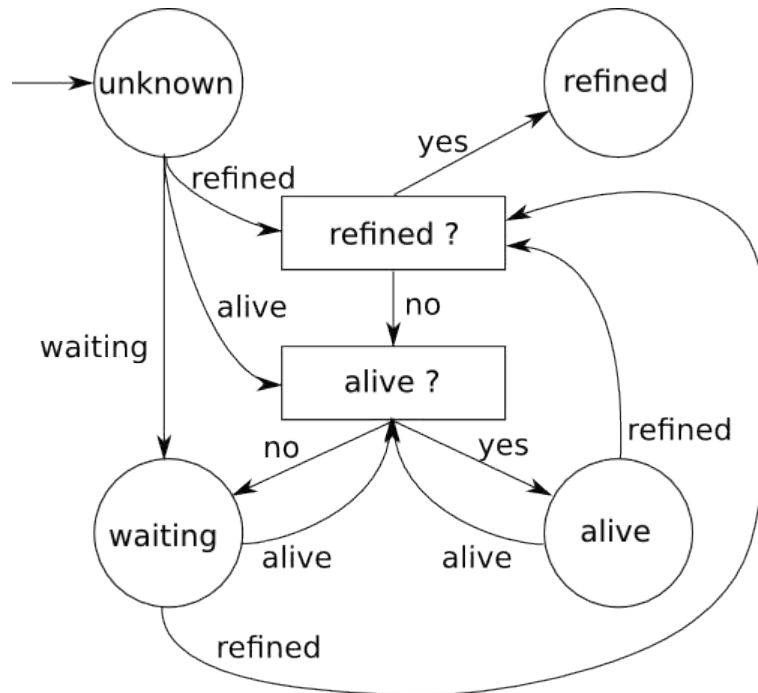 unknown
refined
yes
refined
refined ?
no
alive
waiting
alive ?
no
yes
refined
waiting
alive
alive
alive
refined